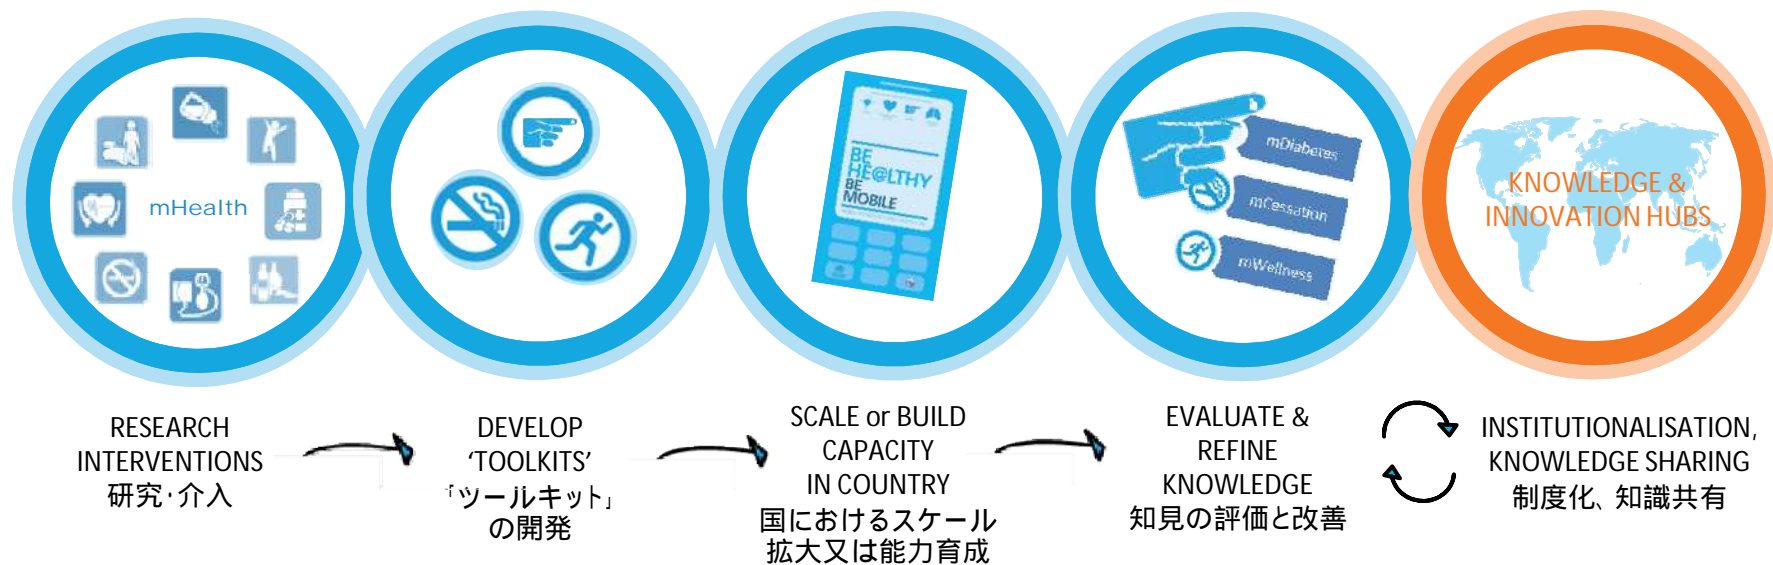 mHealth
BE
HE@LTHY
BE
MOBILE
mDiabetes
mCessation
mWellness
KNOWLEDGE &
INNOVATION HUBS
RESEARCH
INTERVENTIONS
研究・介入
DEVELOP
‘TOOLKITS’
「ツールキット」
の開発
SCALE or BUILD
CAPACITY
IN COUNTRY
国におけるスケール
拡大又は能力育成
EVALUATE &
REFINE
KNOWLEDGE
知見の評価と改善
INSTITUTIONALISATION,
KNOWLEDGE SHARING
制度化、知識共有